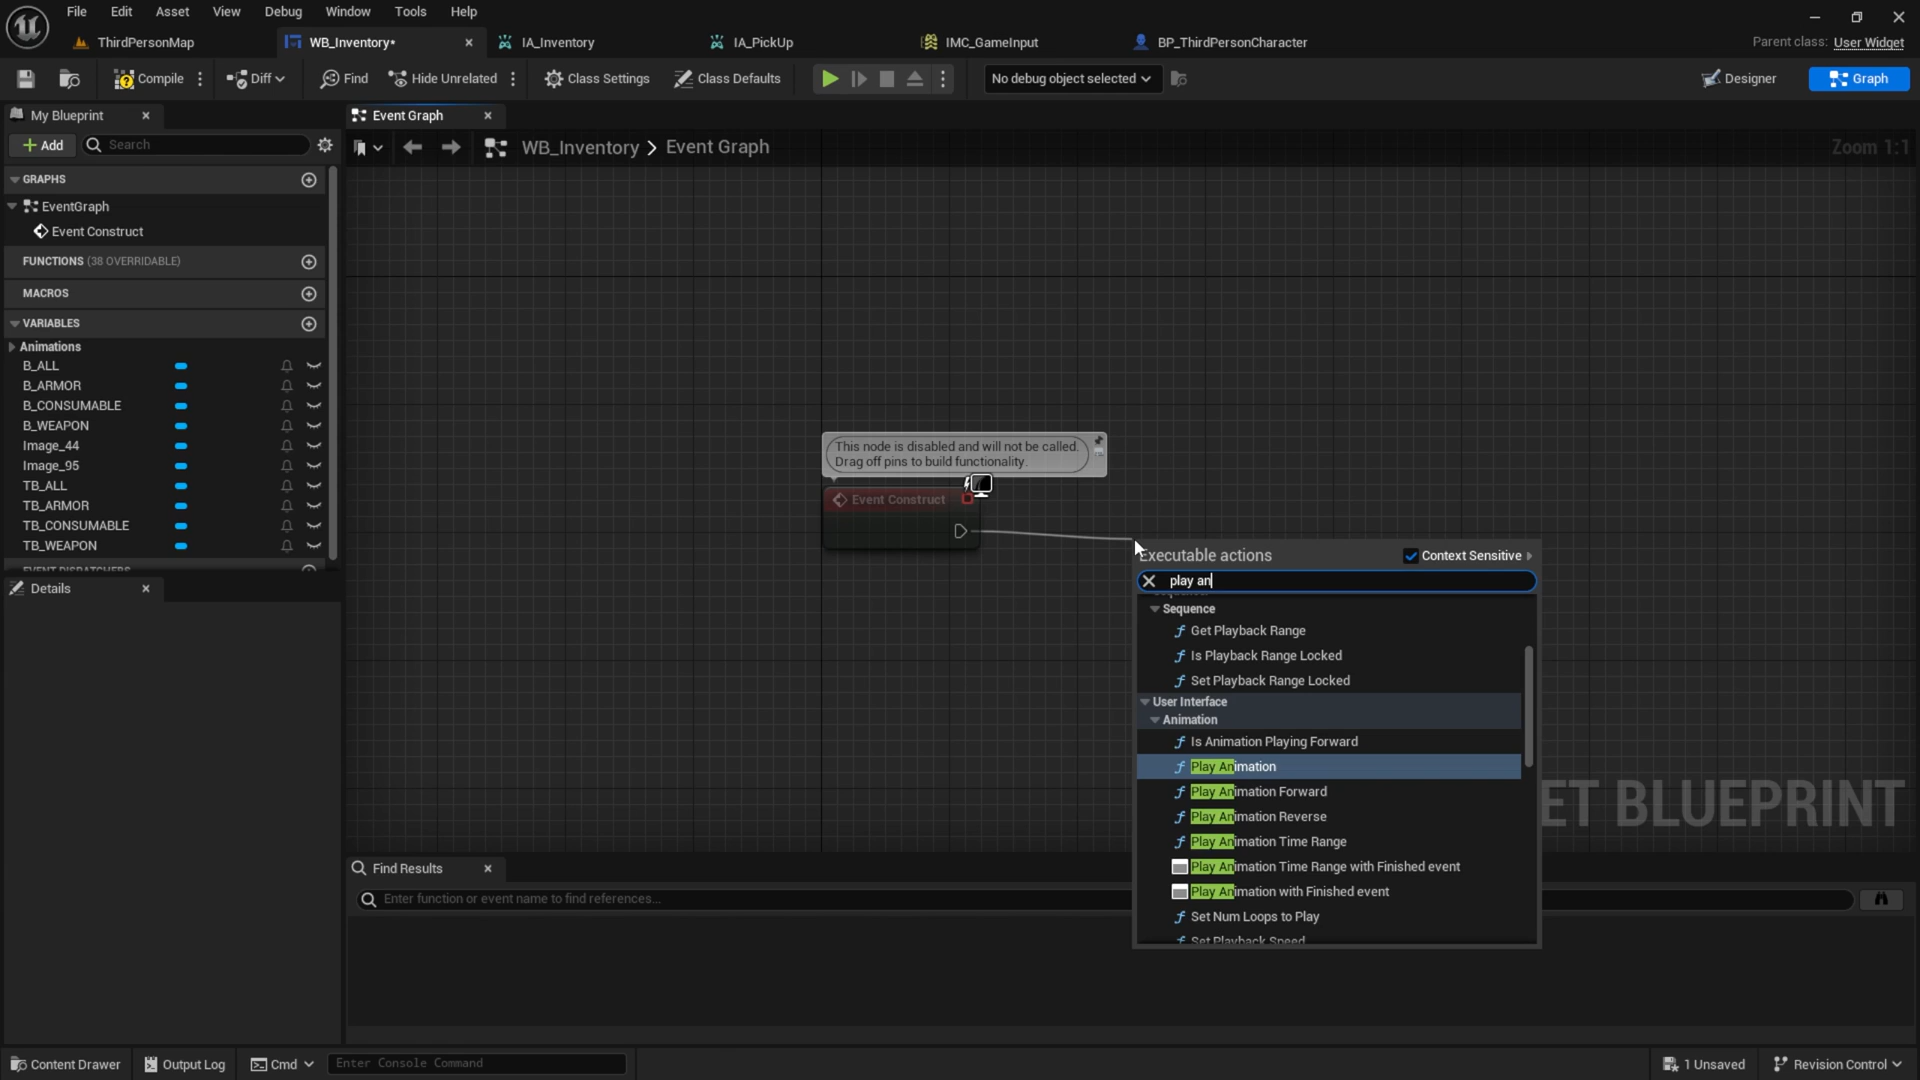 File Edit Asset View Debug Window Tools Help
ThirdPersonMap WB_Inventory* IA_Inventory IA_PickUp IMC_GameInput BP_ThirdPersonCharacter Parent class: User Widget
Compile Diff Find Hide Unrelated Class Settings Class Defaults No debug object selected Designer Graph
My Blueprint Event Graph
Add Search WB_Inventory > Event Graph Zoom 1:1
GRAPHS
EventGraph
Event Construct
FUNCTIONS (38 OVERRIDABLE)
MACROS
VARIABLES
Animations
B_ALL
B_ARMOR
B_CONSUMABLE
B_WEAPON
Image_44
Image_95
TB_ALL
TB_ARMOR
TB_CONSUMABLE
TB_WEAPON
EVENT DISPATCHERS
Details
This node is disabled and will not be called.
Drag off pins to build functionality.
Event Construct
Executable actions Context Sensitive
play an
Sequence
Get Playback Range
Is Playback Range Locked
Set Playback Range Locked
User Interface
Animation
Is Animation Playing Forward
Play Animation
Play Animation Forward
Play Animation Reverse
Play Animation Time Range
Play Animation Time Range with Finished event
Play Animation with Finished event
Set Num Loops to Play
Set Playback Speed
ET BLUEPRINT
Find Results
Enter function or event name to find references...
Content Drawer Output Log Cmd Enter Console Command 1 Unsaved Revision Control